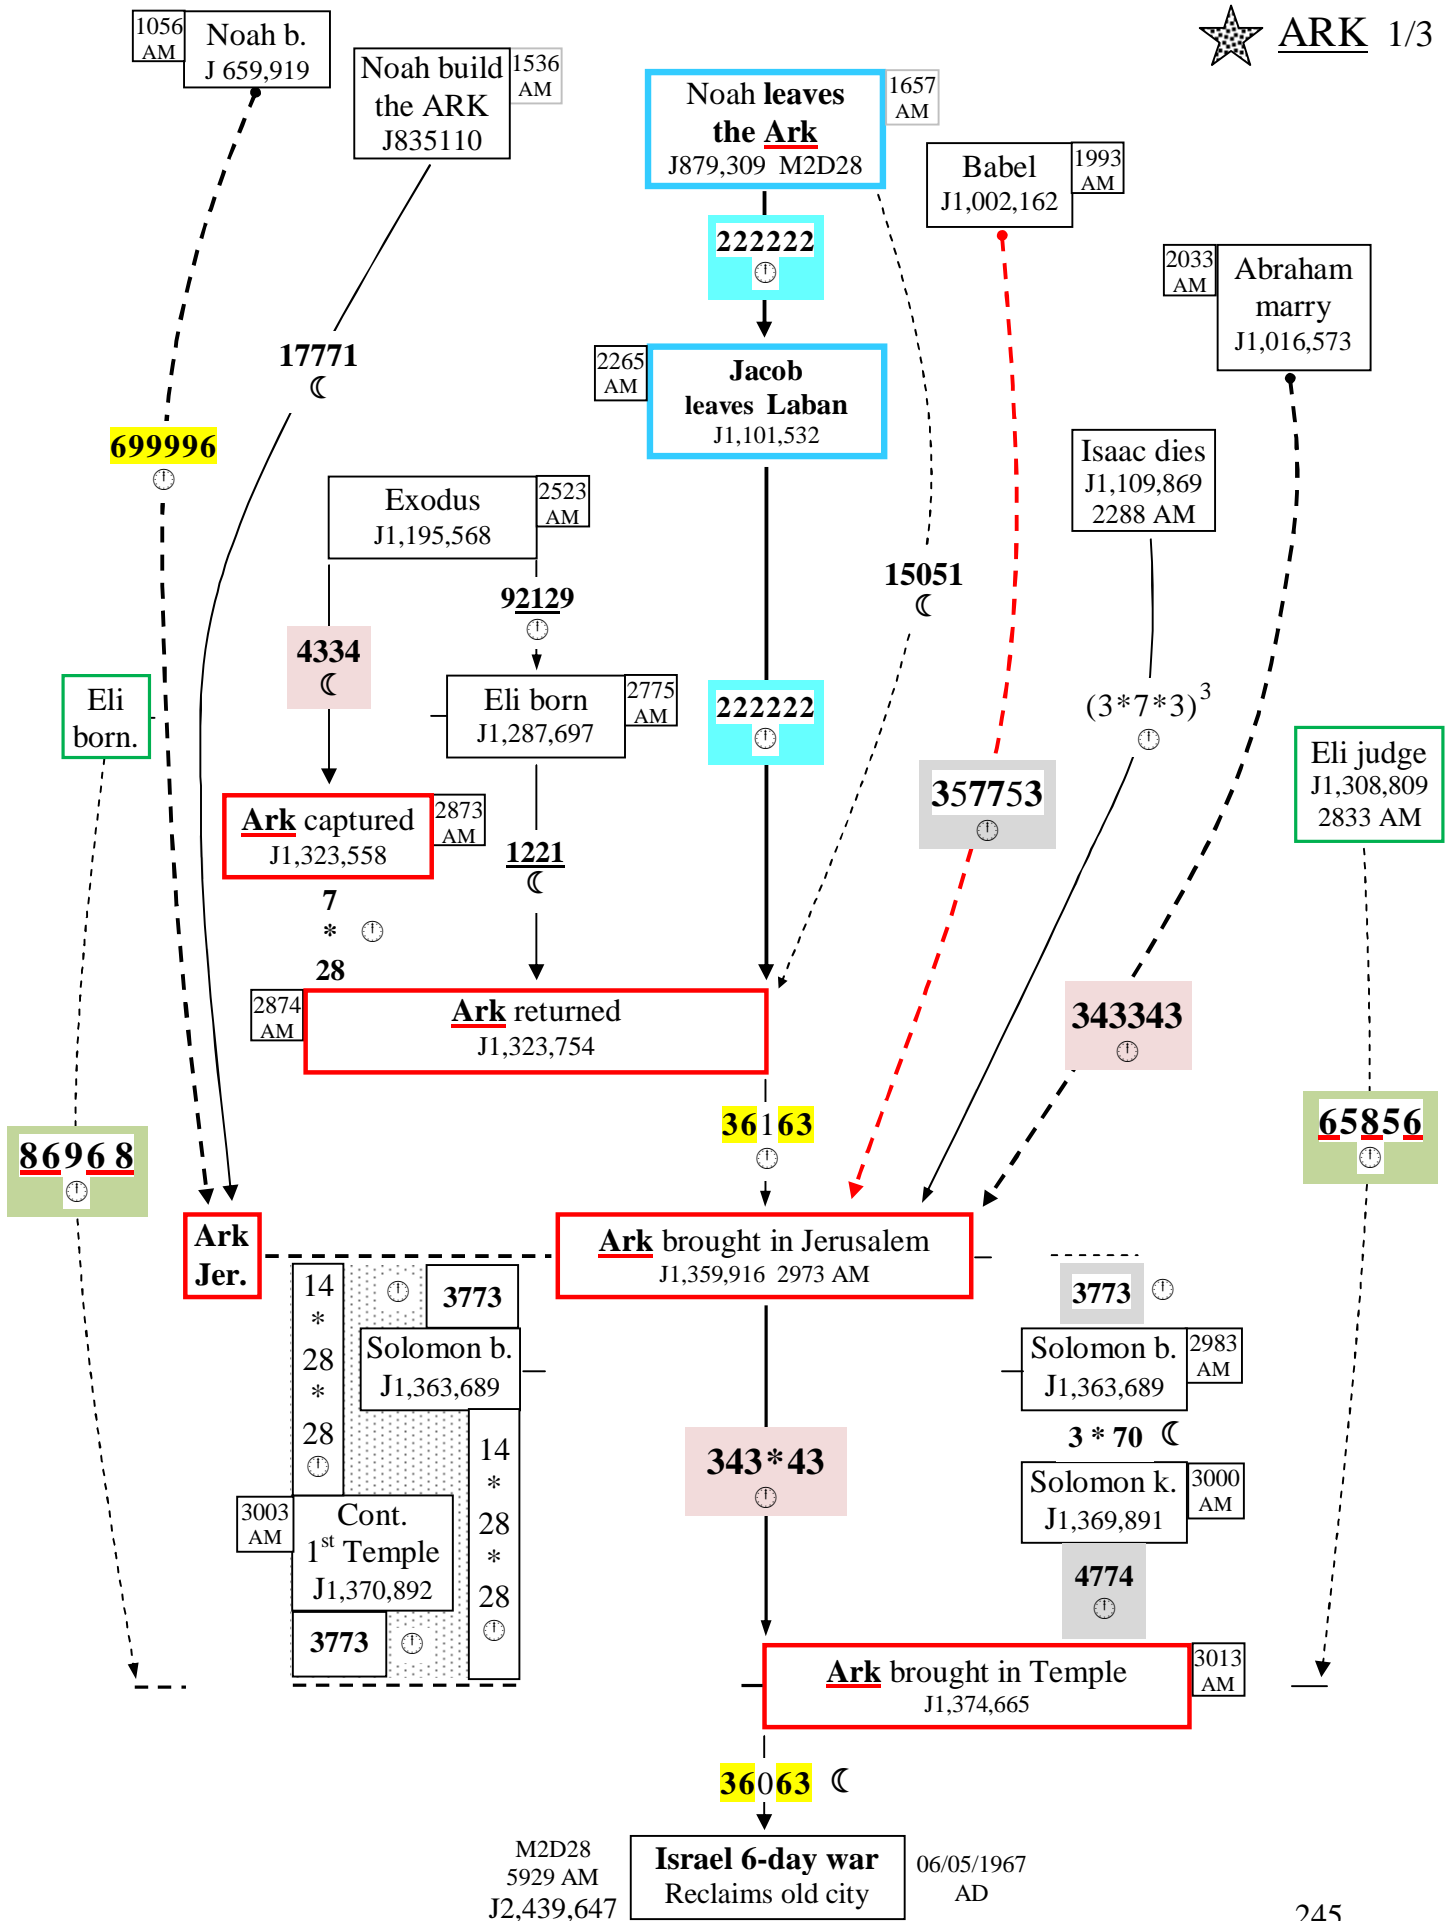 ARK 1/3
1056
AM
Noah b.
J 659,919
Noah build
the ARK
J835110
1536
AM
Noah leaves
the Ark
J879,309 M2D28
1657
AM
Babel
J1,002,162
1993
AM
222222
2033
AM
Abraham
marry
J1,016,573
17771
☾
2265
AM
Jacob
leaves Laban
J1,101,532
699996
Isaac dies
J1,109,869
2288 AM
Exodus
J1,195,568
2523
AM
15051
☾
92129
4334
☾
Eli
born.
Eli born
J1,287,697
2775
AM
222222
(3*7*3)³
Eli judge
J1,308,809
2833 AM
357753
Ark captured
J1,323,558
2873
AM
1221
☾
7
*
28
2874
AM
Ark returned
J1,323,754
343343
36163
86968
65856
Ark
Jer.
Ark brought in Jerusalem
J1,359,916 2973 AM
14
*
28
*
28
3773
3773
Solomon b.
J1,363,689
Solomon b.
J1,363,689
2983
AM
14
*
28
*
28
343*43
3 * 70 ☾
Solomon k.
J1,369,891
3000
AM
3003
AM
Cont.
1st Temple
J1,370,892
3773
4774
Ark brought in Temple
J1,374,665
3013
AM
36063 ☾
M2D28
5929 AM
J2,439,647
Israel 6-day war
Reclaims old city
06/05/1967
AD
245